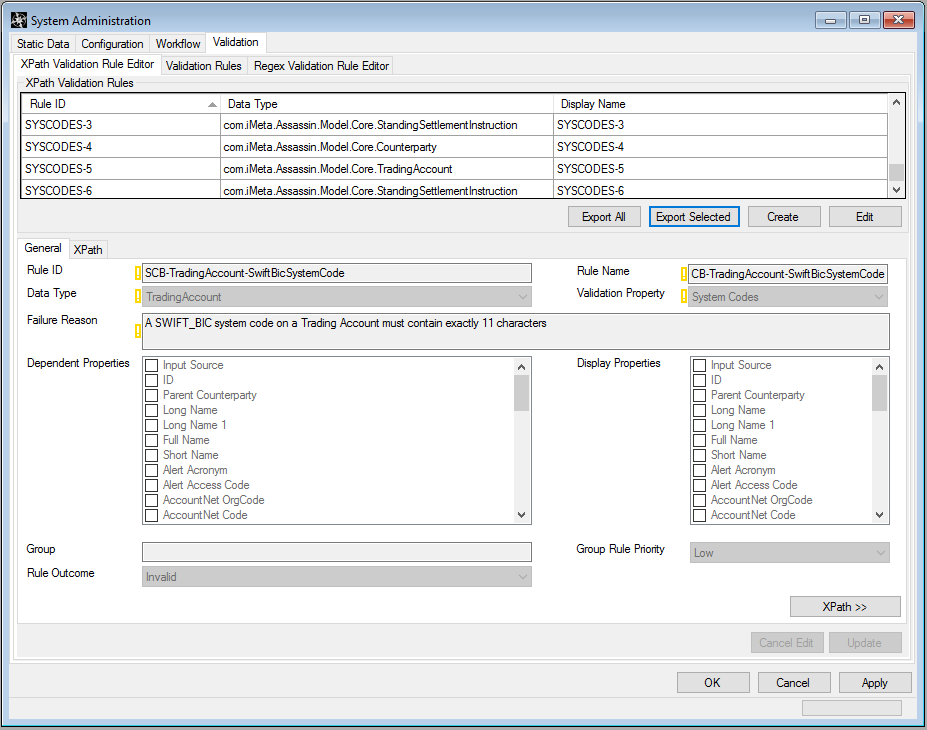 System Administration
Static Data Configuration Workflow Validation
XPath Validation Rule Editor Validation Rules Regex Validation Rule Editor
XPath Validation Rules
Rule ID Data Type Display Name
SYSCODES-3 com.iMeta.Assassin.Model.Core.StandingSettlementInstruction SYSCODES-3
SYSCODES-4 com.iMeta.Assassin.Model.Core.Counterparty SYSCODES-4
SYSCODES-5 com.iMeta.Assassin.Model.Core.TradingAccount SYSCODES-5
SYSCODES-6 com.iMeta.Assassin.Model.Core.StandingSettlementInstruction SYSCODES-6
Export All Export Selected Create Edit
General XPath
Rule ID SCB-TradingAccount-SwiftBicSystemCode Rule Name CB-TradingAccount-SwiftBicSystemCode
Data Type TradingAccount Validation Property System Codes
Failure Reason A SWIFT_BIC system code on a Trading Account must contain exactly 11 characters
Dependent Properties Input Source Display Properties Input Source
ID ID
Parent Counterparty Parent Counterparty
Long Name Long Name
Long Name 1 Long Name 1
Full Name Full Name
Short Name Short Name
Alert Acronym Alert Acronym
Alert Access Code Alert Access Code
AccountNet OrgCode AccountNet OrgCode
AccountNet Code AccountNet Code
Group Group Rule Priority Low
Rule Outcome Invalid
XPath >>
Cancel Edit Update
OK Cancel Apply